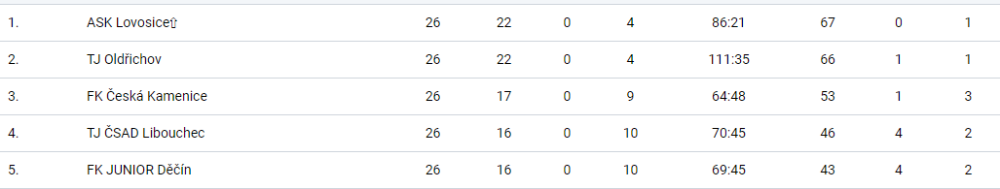 1. ASK Lovosice⇧ 26 22 0 4 86:21 67 0 1
2. TJ Oldřichov 26 22 0 4 111:35 66 1 1
3. FK Česká Kamenice 26 17 0 9 64:48 53 1 3
4. TJ ČSAD Libouchec 26 16 0 10 70:45 46 4 2
5. FK JUNIOR Děčín 26 16 0 10 69:45 43 4 2